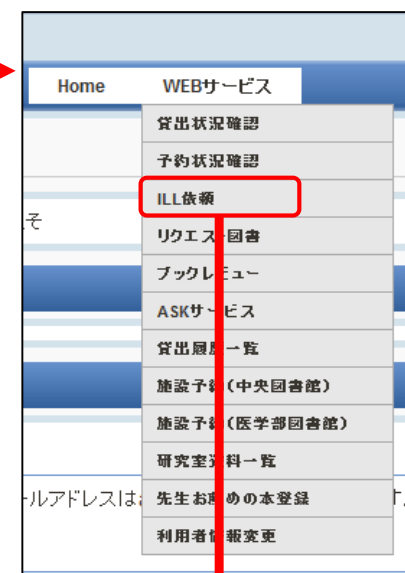 Home WEBサービス
貸出状況確認
予約状況確認
ILL依頼
そ
リクエスト図書
ブックレビュー
ASKサービス
貸出履歴一覧
施設予約(中央図書館)
施設予約(医学部図書館)
研究室資料一覧
ールアドレスは
先生お薦めの本登録
す。
利用者情報変更